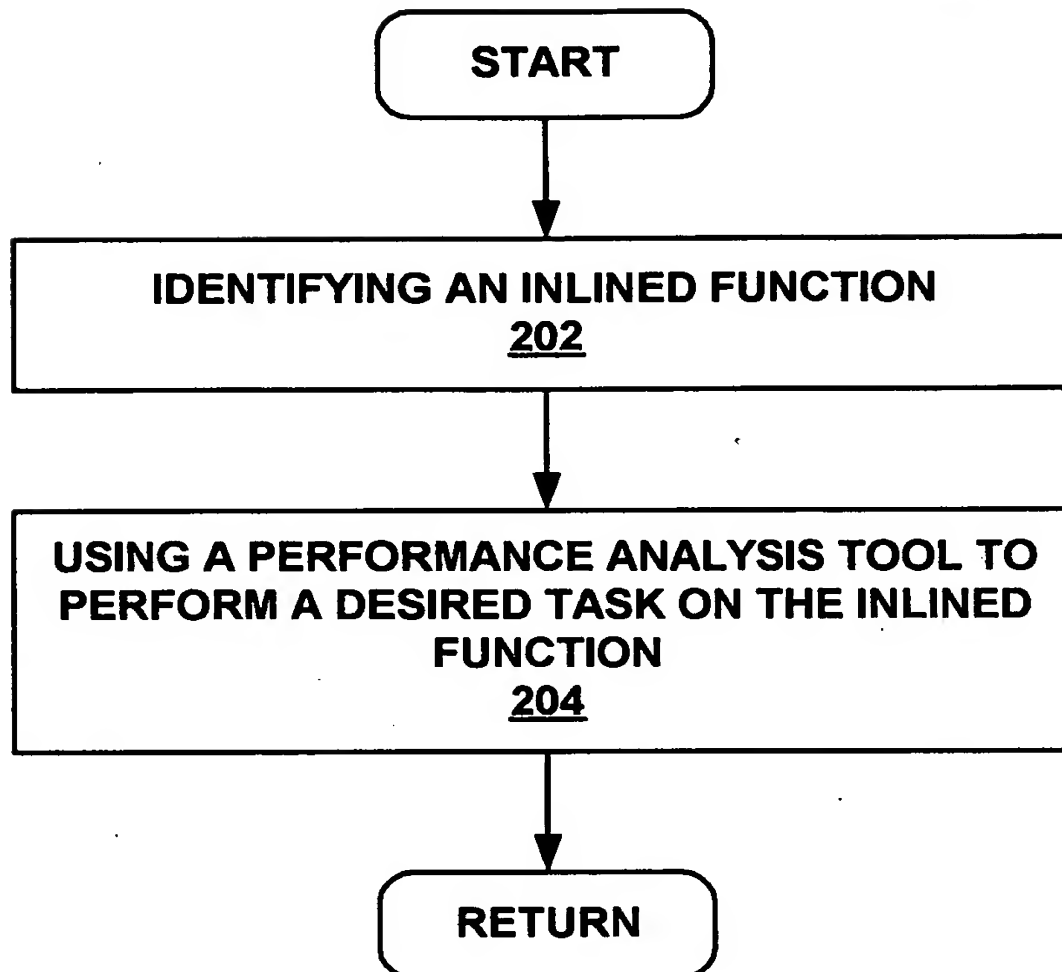 START
IDENTIFYING AN INLINED FUNCTION
202
USING A PERFORMANCE ANALYSIS TOOL TO
PERFORM A DESIRED TASK ON THE INLINED
FUNCTION
204
RETURN